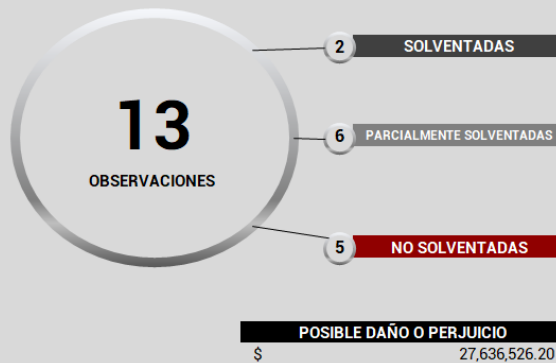 13
OBSERVACIONES
2 SOLVENTADAS
6 PARCIALMENTE SOLVENTADAS
5 NO SOLVENTADAS
POSIBLE DAÑO O PERJUICIO
$ 27,636,526.20